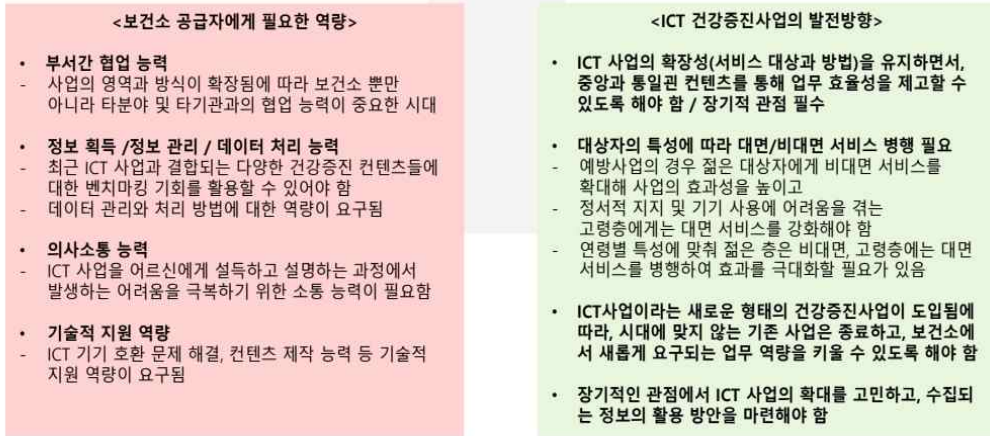 <보건소 공급자에게 필요한 역량>
• 부서간 협업 능력
- 사업의 영역과 방식이 확장됨에 따라 보건소 뿐만
아니라 타분야 및 타기관과의 협업 능력이 중요한 시대
• 정보 획득 /정보 관리 / 데이터 처리 능력
- 최근 ICT 사업과 결합되는 다양한 건강증진 컨텐츠들에
대한 벤치마킹 기회를 활용할 수 있어야 함
- 데이터 관리와 처리 방법에 대한 역량이 요구됨
• 의사소통 능력
- ICT 사업을 어르신에게 설득하고 설명하는 과정에서
발생하는 어려움을 극복하기 위한 소통 능력이 필요함
• 기술적 지원 역량
- ICT 기기 호환 문제 해결, 컨텐츠 제작 능력 등 기술적
지원 역량이 요구됨
<ICT 건강증진사업의 발전방향>
• ICT 사업의 확장성(서비스 대상과 방법)을 유지하면서,
중앙과 통일된 컨텐츠를 통해 업무 효율성을 제고할 수
있도록 해야 함 / 장기적 관점 필수
• 대상자의 특성에 따라 대면/비대면 서비스 병행 필요
- 예방사업의 경우 젊은 대상자에게 비대면 서비스를
확대해 사업의 효과성을 높이고
- 정서적 지지 및 기기 사용에 어려움을 겪는
고령층에게는 대면 서비스를 강화해야 함
- 연령별 특성에 맞춰 젊은 층은 비대면, 고령층에는 대면
서비스를 병행하여 효과를 극대화할 필요가 있음
• ICT사업이라는 새로운 형태의 건강증진사업이 도입됨에
따라, 시대에 맞지 않는 기존 사업은 종료하고, 보건소에
서 새롭게 요구되는 업무 역량을 키울 수 있도록 해야 함
• 장기적인 관점에서 ICT 사업의 확대를 고민하고, 수집되
는 정보의 활용 방안을 마련해야 함